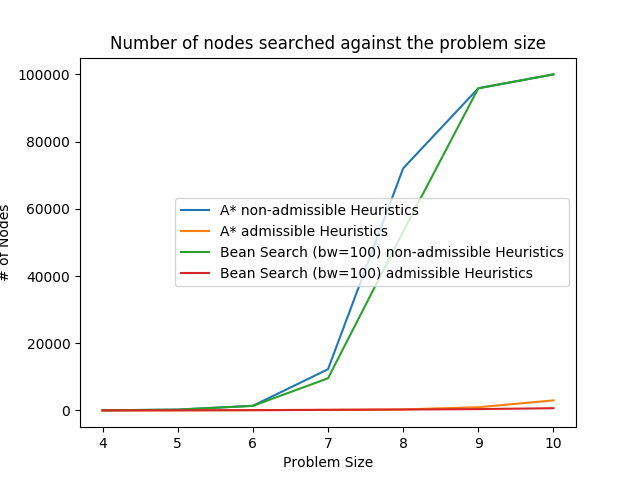 Number of nodes searched against the problem size
100000
80000
60000
40000
20000
0
# of Nodes
A* non-admissible Heuristics
A* admissible Heuristics
Bean Search (bw=100) non-admissible Heuristics
Bean Search (bw=100) admissible Heuristics
4 5 6 7 8 9 10
Problem Size